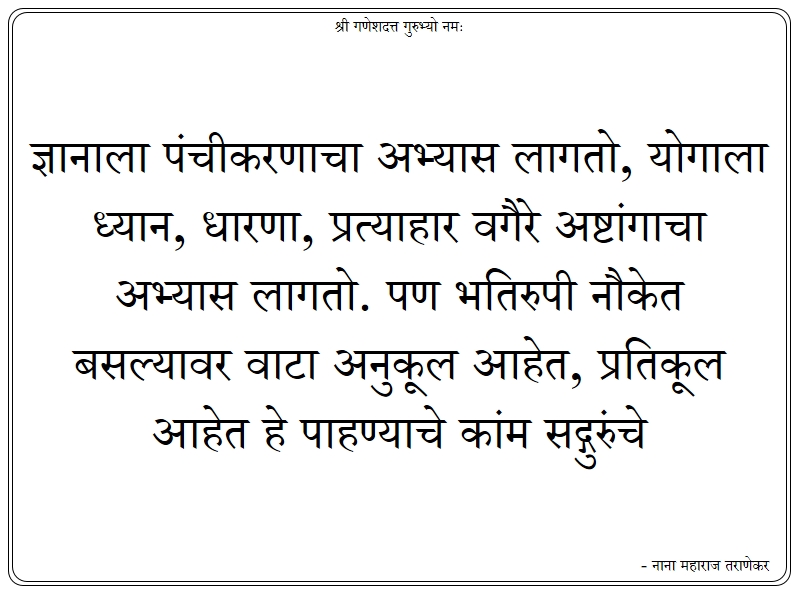 श्री गणेशदत्त गुरुभ्यो नमः
ज्ञानाला पंचीकरणाचा अभ्यास लागतो, योगाला
ध्यान, धारणा, प्रत्याहार वगैरे अष्टांगाचा
अभ्यास लागतो. पण भतिरुपी नौकेत
बसल्यावर वाटा अनुकूल आहेत, प्रतिकूल
आहेत हे पाहण्याचे कांम सद्गुरुंचे
- नाना महाराज तराणेकर